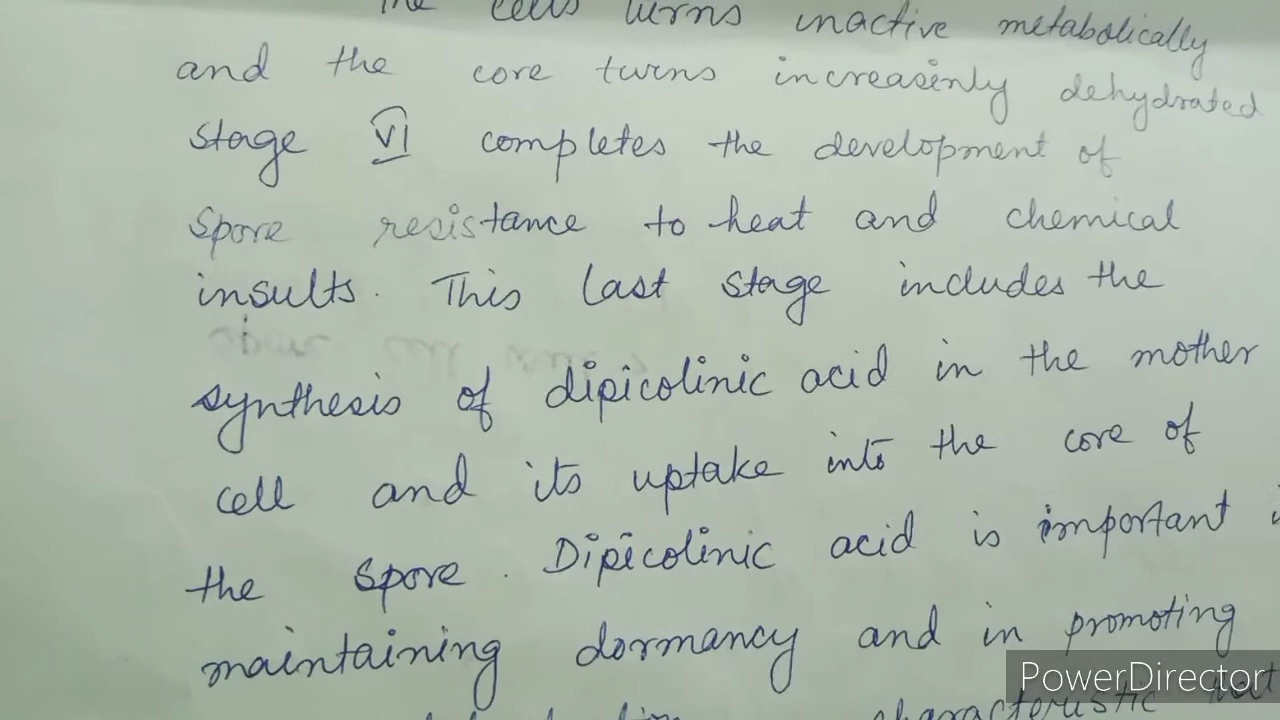 The cells turns inactive metabolically
and the core turns increasinly dehydrated
stage VI completes the development of
spore resistance to heat and chemical
insults. This last stage includes the
synthesis of dipicolinic acid in the mother
cell and its uptake into the core of
the spore. Dipicolinic acid is important
maintaining dormancy and in promoting
PowerDirector
characteristic